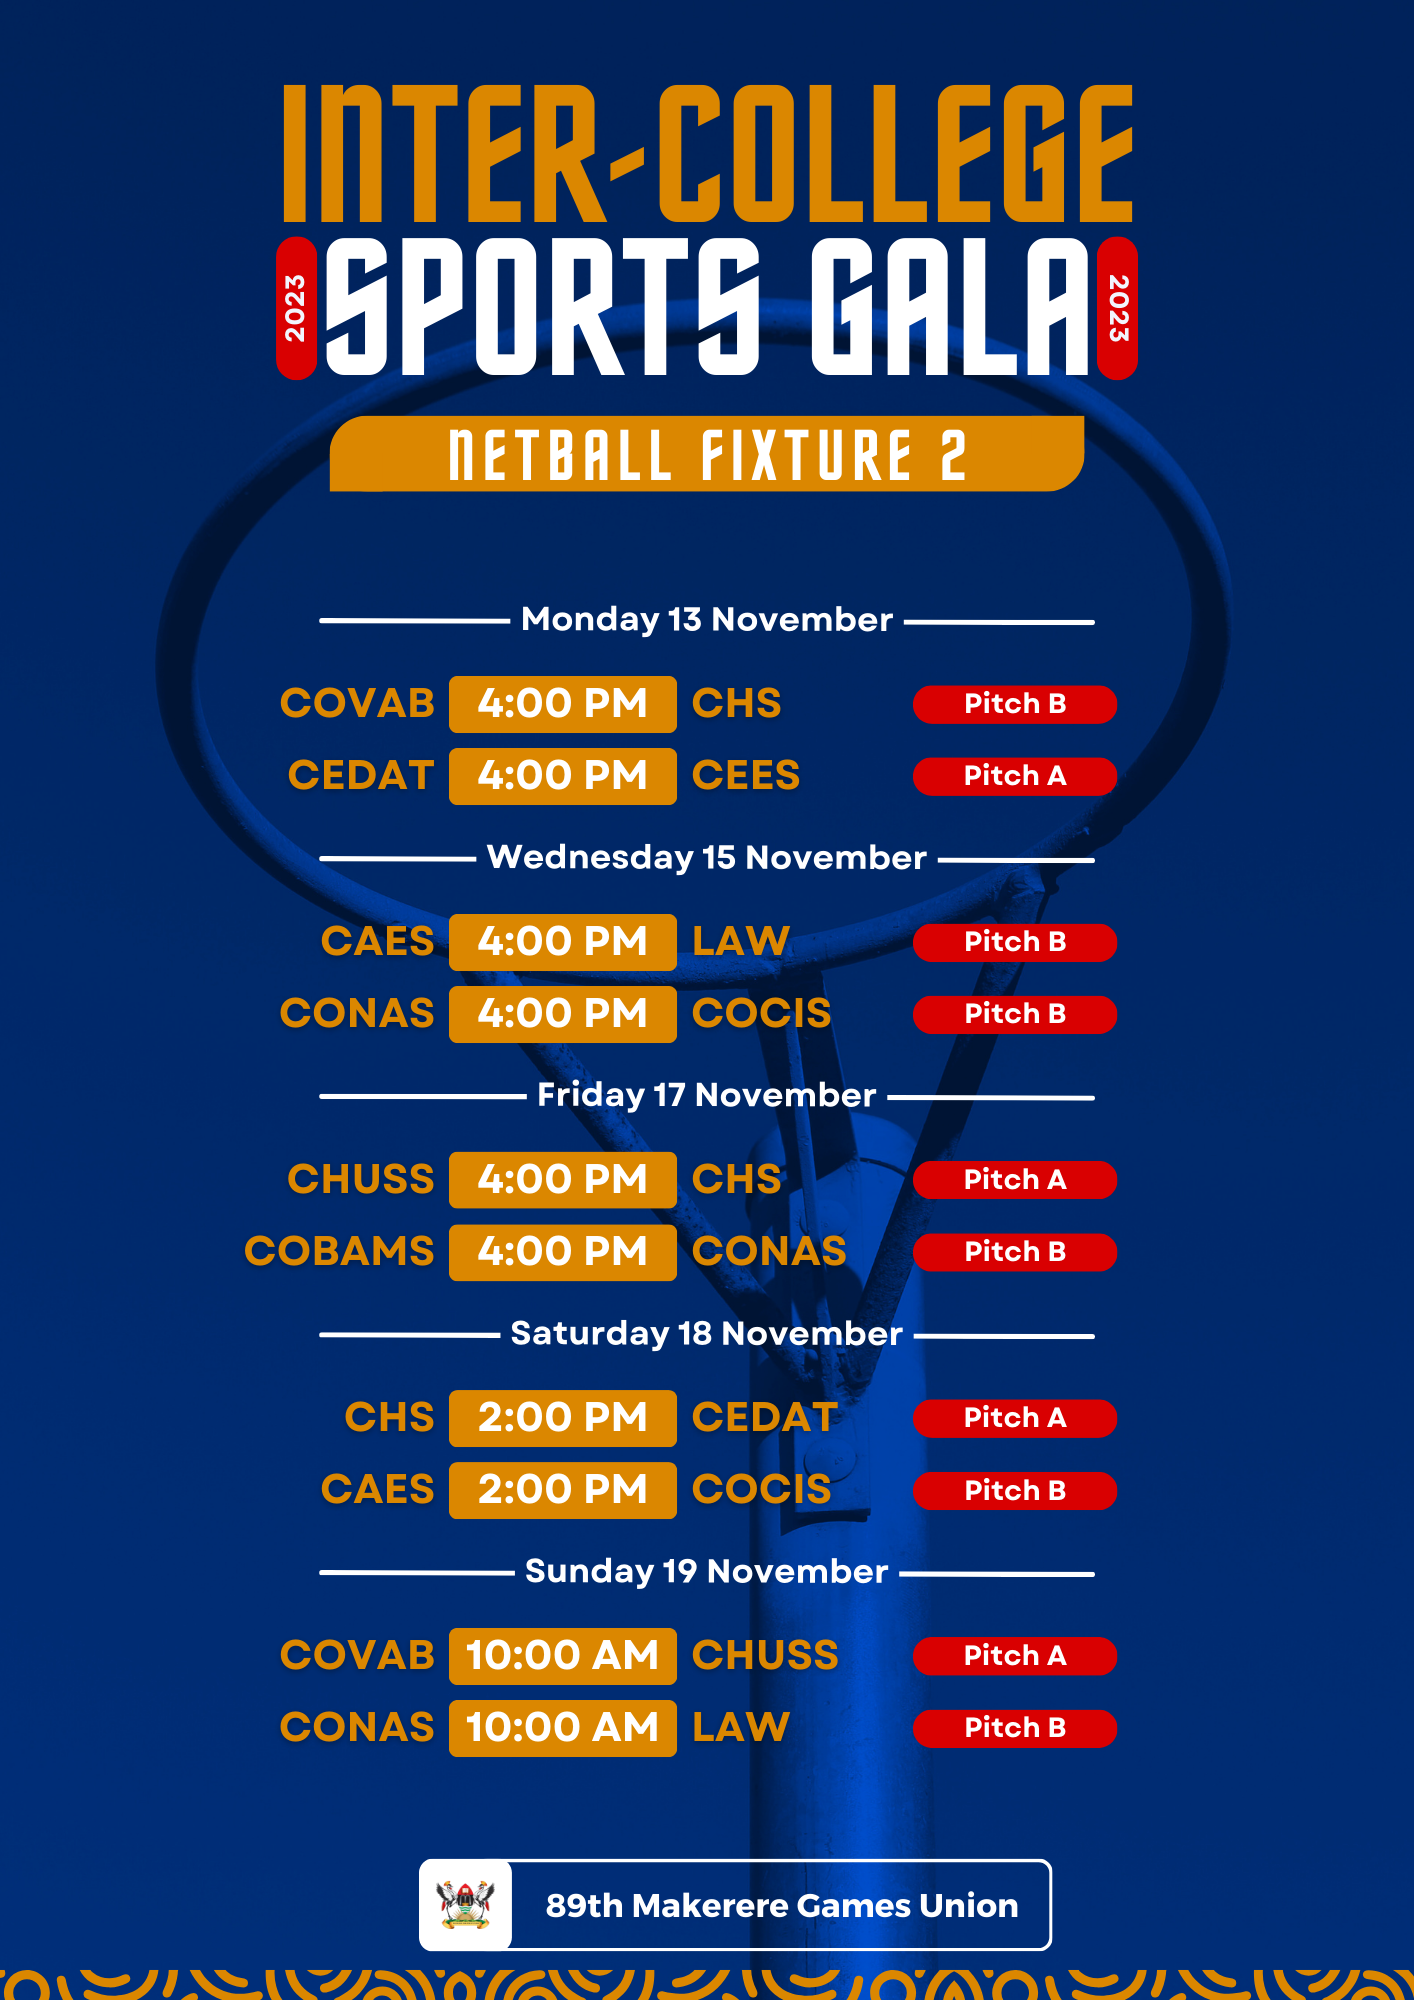 INTER-COLLEGE
2023 SPORTS GALA 2023
NETBALL FIXTURE 2
Monday 13 November
COVAB 4:00 PM CHS Pitch B
CEDAT 4:00 PM CEES Pitch A
Wednesday 15 November
CAES 4:00 PM LAW Pitch B
CONAS 4:00 PM COCIS Pitch B
Friday 17 November
CHUSS 4:00 PM CHS Pitch A
COBAMS 4:00 PM CONAS Pitch B
Saturday 18 November
CHS 2:00 PM CEDAT Pitch A
CAES 2:00 PM COCIS Pitch B
Sunday 19 November
COVAB 10:00 AM CHUSS Pitch A
CONAS 10:00 AM LAW Pitch B
89th Makerere Games Union